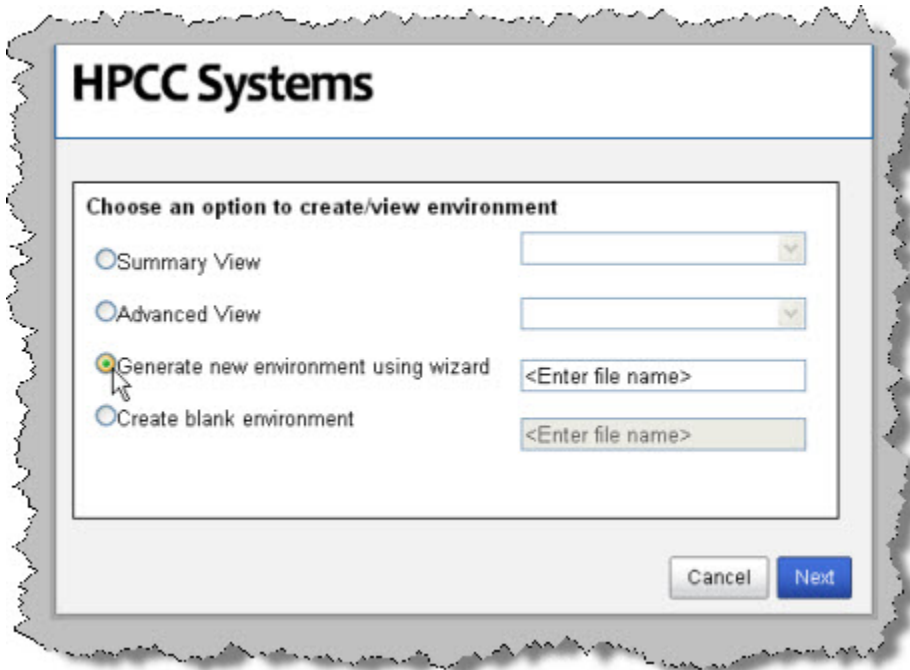 HPCC Systems
Choose an option to create/view environment
Summary View
Advanced View
Generate new environment using wizard
<Enter file name>
Create blank environment
<Enter file name>
Cancel Next